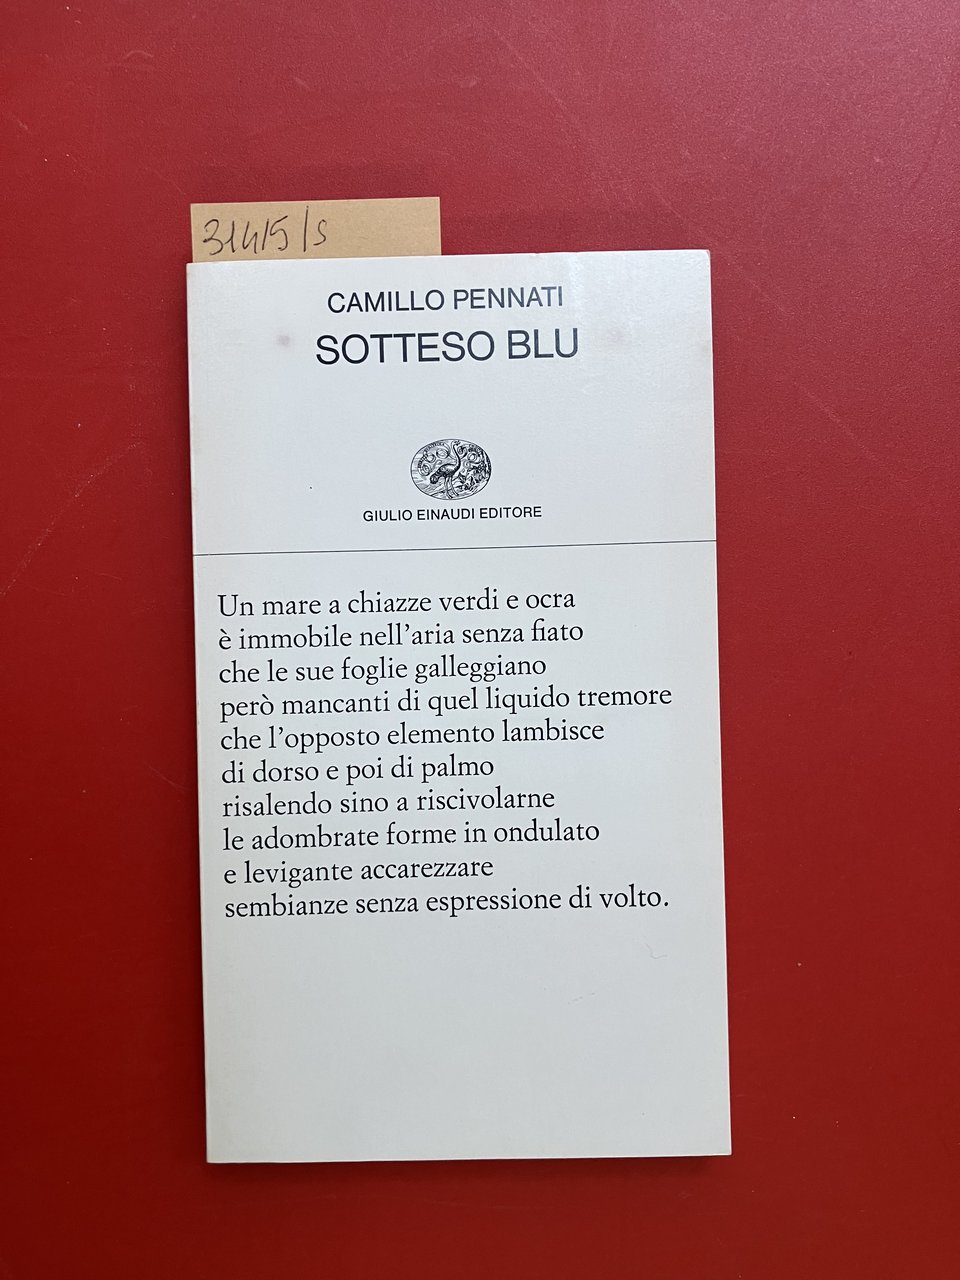 31415/s
CAMILLO PENNATI
SOTTESO BLU
GIULIO EINAUDI EDITORE
Un mare a chiazze verdi e ocra
è immobile nell'aria senza fiato
che le sue foglie galleggiano
però mancanti di quel liquido tremore
che l'opposto elemento lambisce
di dorso e poi di palmo
risalendo sino a riscivolarne
le adombrate forme in ondulato
e levigante accarezzare
sembianze senza espressione di volto.